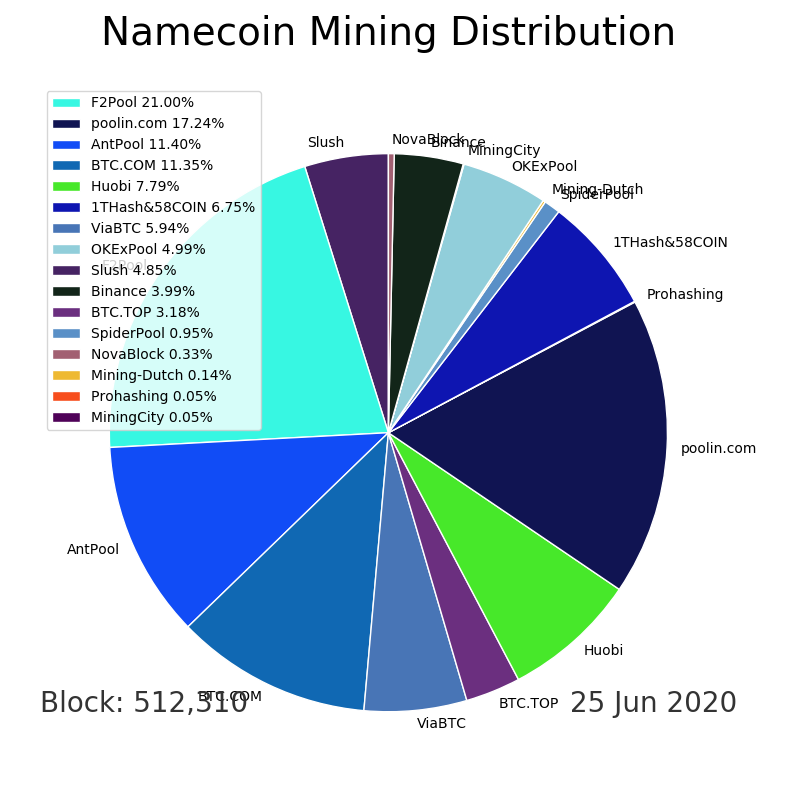 Namecoin Mining Distribution
F2Pool 21.00%
poolin.com 17.24%
AntPool 11.40%
BTC.COM 11.35%
Huobi 7.79%
1THash&58COIN 6.75%
ViaBTC 5.94%
OKExPool 4.99%
Slush 4.85%
Binance 3.99%
BTC.TOP 3.18%
SpiderPool 0.95%
NovaBlock 0.33%
Mining-Dutch 0.14%
Prohashing 0.05%
MiningCity 0.05%
Slush
NovaBlock
Binance
MiningCity
OKExPool
Mining-Dutch
SpiderPool
1THash&58COIN
Prohashing
poolin.com
Huobi
BTC.TOP
ViaBTC
BTC.COM
AntPool
F2Pool
Block: 512,310
25 Jun 2020